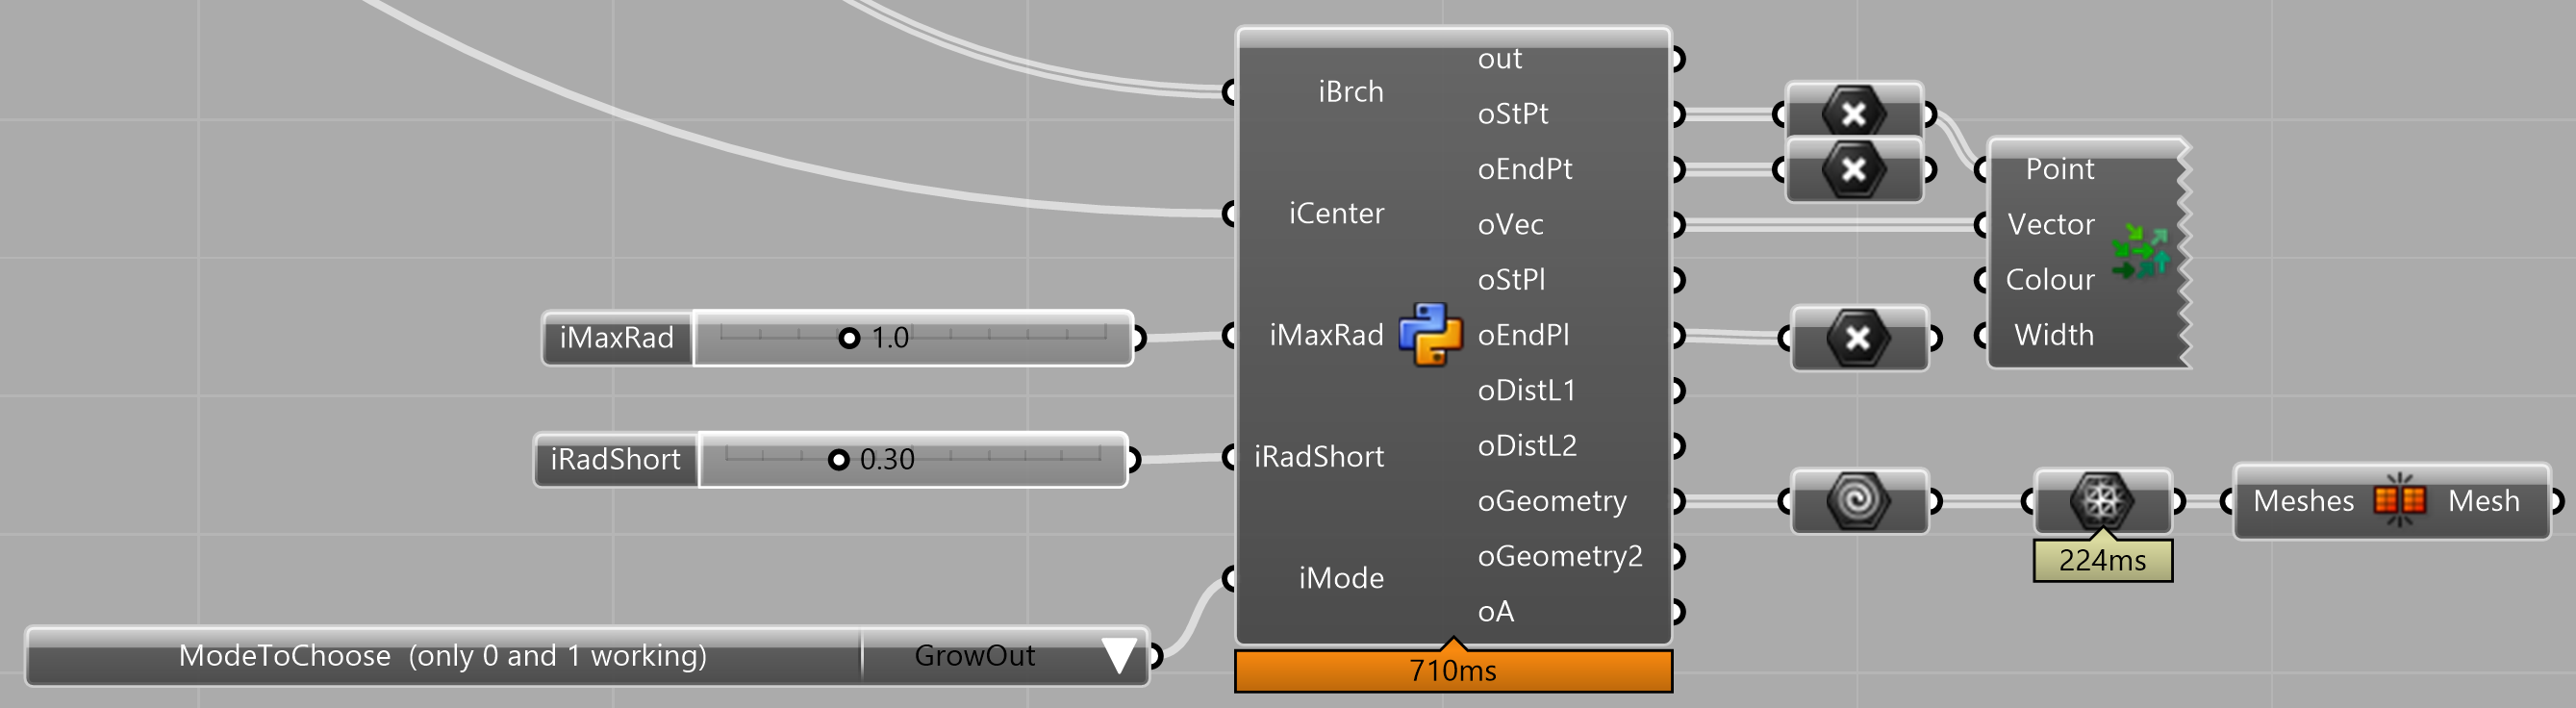 iBrch
iCenter
iMaxRad
iRadShort
iMode
out
oStPt
oEndPt
oVec
oStPl
oEndPl
oDistL1
oDistL2
oGeometry
oGeometry2
oA
710ms
iMaxRad 1.0
iRadShort 0.30
ModeToChoose (only 0 and 1 working) GrowOut
Point
Vector
Colour
Width
224ms
Meshes Mesh